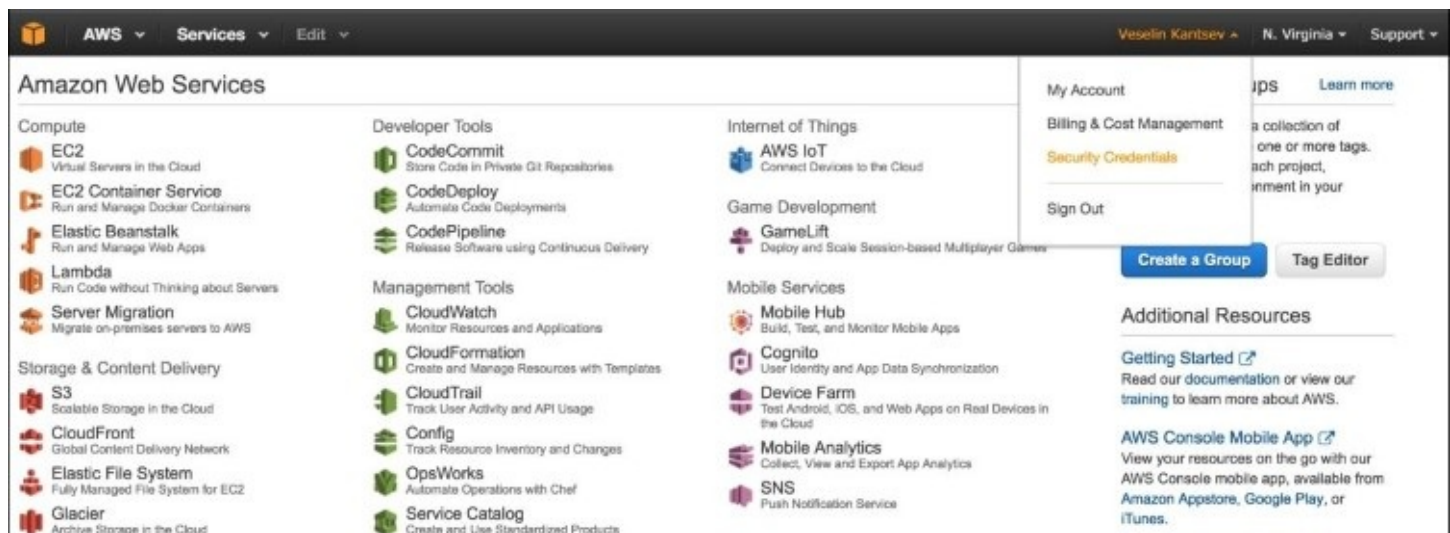 AWS Services Edit Veselin Kantsev N. Virginia Support
Amazon Web Services
Compute
EC2
Virtual Servers in the Cloud
EC2 Container Service
Run and Manage Docker Containers
Elastic Beanstalk
Run and Manage Web Apps
Lambda
Run Code without Thinking about Servers
Server Migration
Migrate on-premises servers to AWS
Storage & Content Delivery
S3
Scalable Storage in the Cloud
CloudFront
Global Content Delivery Network
Elastic File System
Fully Managed File System for EC2
Glacier
Archive Storage in the Cloud
Developer Tools
CodeCommit
Store Code in Private Git Repositories
CodeDeploy
Automate Code Deployments
CodePipeline
Release Software using Continuous Delivery
Management Tools
CloudWatch
Monitor Resources and Applications
CloudFormation
Create and Manage Resources with Templates
CloudTrail
Track User Activity and API Usage
Config
Track Resource Inventory and Changes
OpsWorks
Automate Operations with Chef
Service Catalog
Create and Use Standardized Products
Internet of Things
AWS IoT
Connect Devices to the Cloud
Game Development
GameLift
Deploy and Scale Session-based Multiplayer Games
Mobile Services
Mobile Hub
Build, Test, and Monitor Mobile Apps
Cognito
User Identity and App Data Synchronization
Device Farm
Test Android, iOS, and Web Apps on Real Devices in
the Cloud
Mobile Analytics
Collect, View and Export App Analytics
SNS
Push Notification Service
My Account
Billing & Cost Management
Security Credentials
Sign Out
ups Learn more
a collection of
one or more tags.
ach project,
onment in your
Create a Group Tag Editor
Additional Resources
Getting Started
Read our documentation or view our
training to learn more about AWS.
AWS Console Mobile App
View your resources on the go with our
AWS Console mobile app, available from
Amazon Appstore, Google Play, or
iTunes.